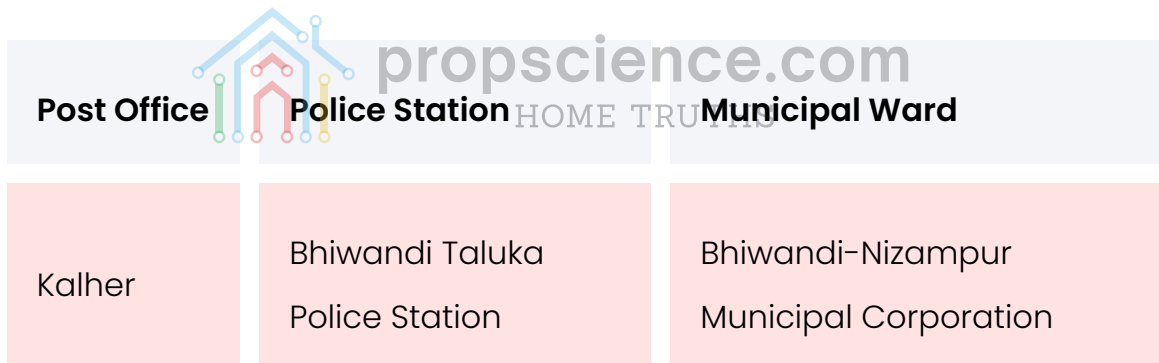 propscience.com
HOME TRUTHS
Post Office Police Station Municipal Ward
Kalher
Bhiwandi Taluka
Police Station
Bhiwandi-Nizampur
Municipal Corporation